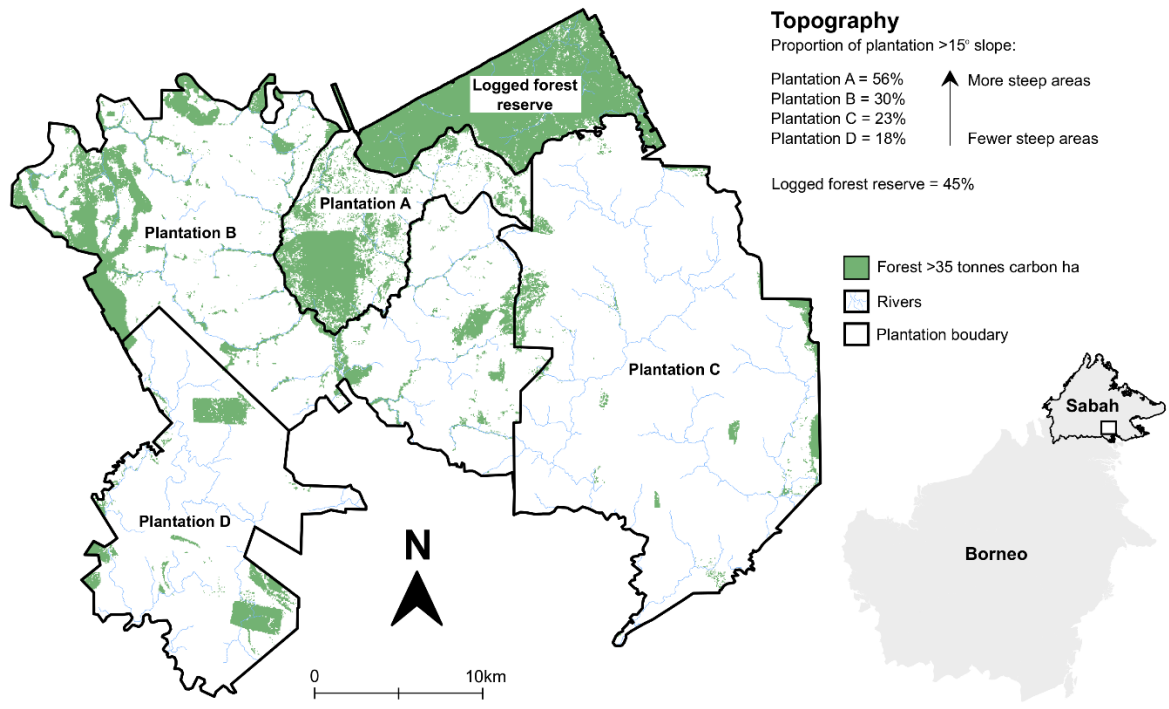 Topography
Proportion of plantation >15° slope:
Plantation A = 56%
Plantation B = 30%
Plantation C = 23%
Plantation D = 18%
More steep areas
Fewer steep areas
Logged forest reserve = 45%
Logged forest
reserve
Plantation A
Plantation B
Plantation C
Plantation D
Forest >35 tonnes carbon ha
Rivers
Plantation boudary
Sabah
Borneo
N
0
10km